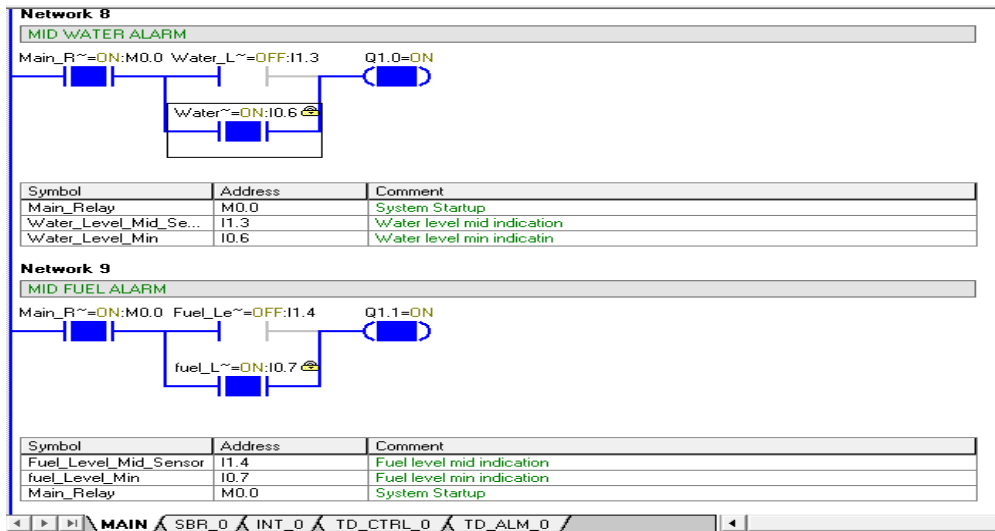 Network 8
MID WATER ALARM
Main_R~=ON:M0.0 Water_L~=OFF:I1.3 Q1.0=ON
Water~=ON:I0.6
Symbol Address Comment
Main_Relay M0.0 System Startup
Water_Level_Mid_Se... I1.3 Water level mid indication
Water_Level_Min I0.6 Water level min indicatin
Network 9
MID FUEL ALARM
Main_R~=ON:M0.0 Fuel_Le~=OFF:I1.4 Q1.1=ON
fuel_L~=ON:I0.7
Symbol Address Comment
Fuel_Level_Mid_Sensor I1.4 Fuel level mid indication
fuel_Level_Min I0.7 Fuel level min indication
Main_Relay M0.0 System Startup
MAIN SBR_0 INT_0 TD_CTRL_0 TD_ALM_0